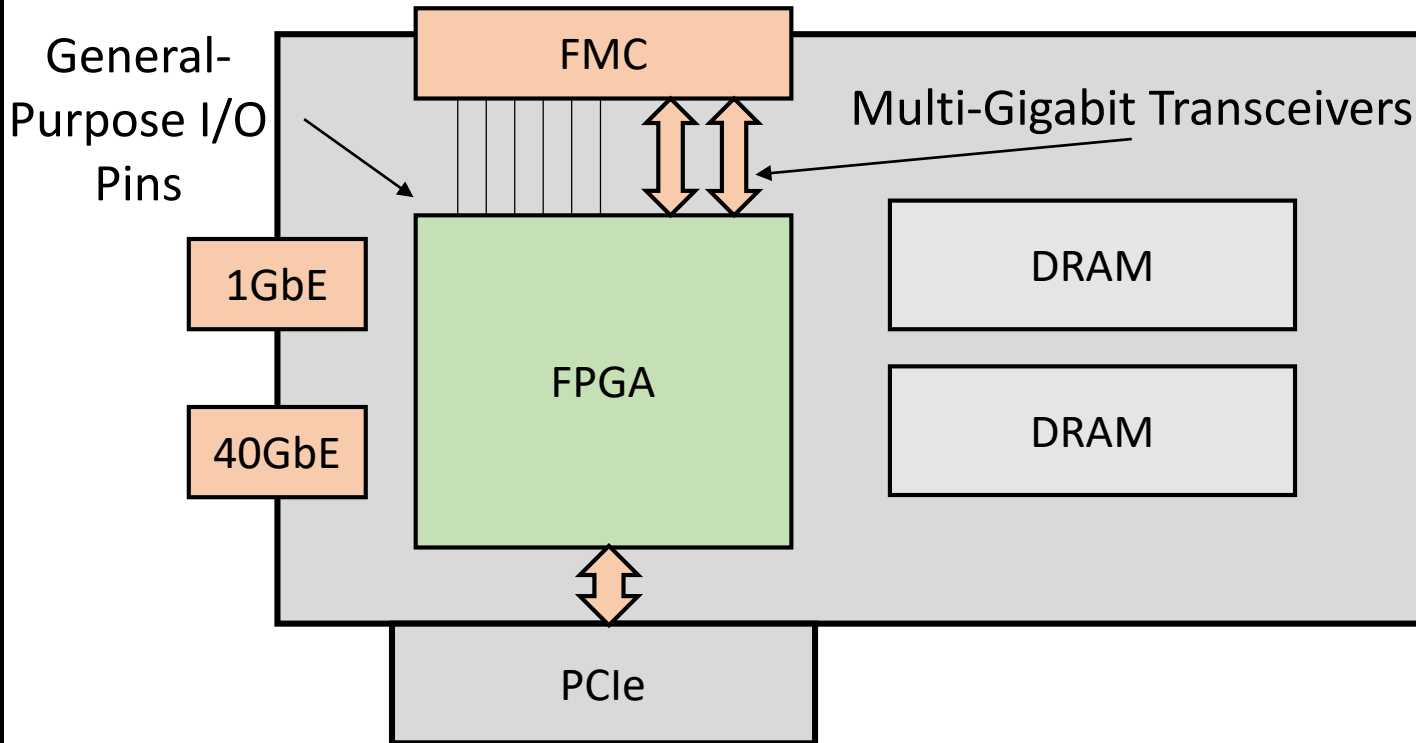 General-
Purpose I/O
Pins
FMC
Multi-Gigabit Transceivers
1GbE
DRAM
FPGA
40GbE
DRAM
PCIe